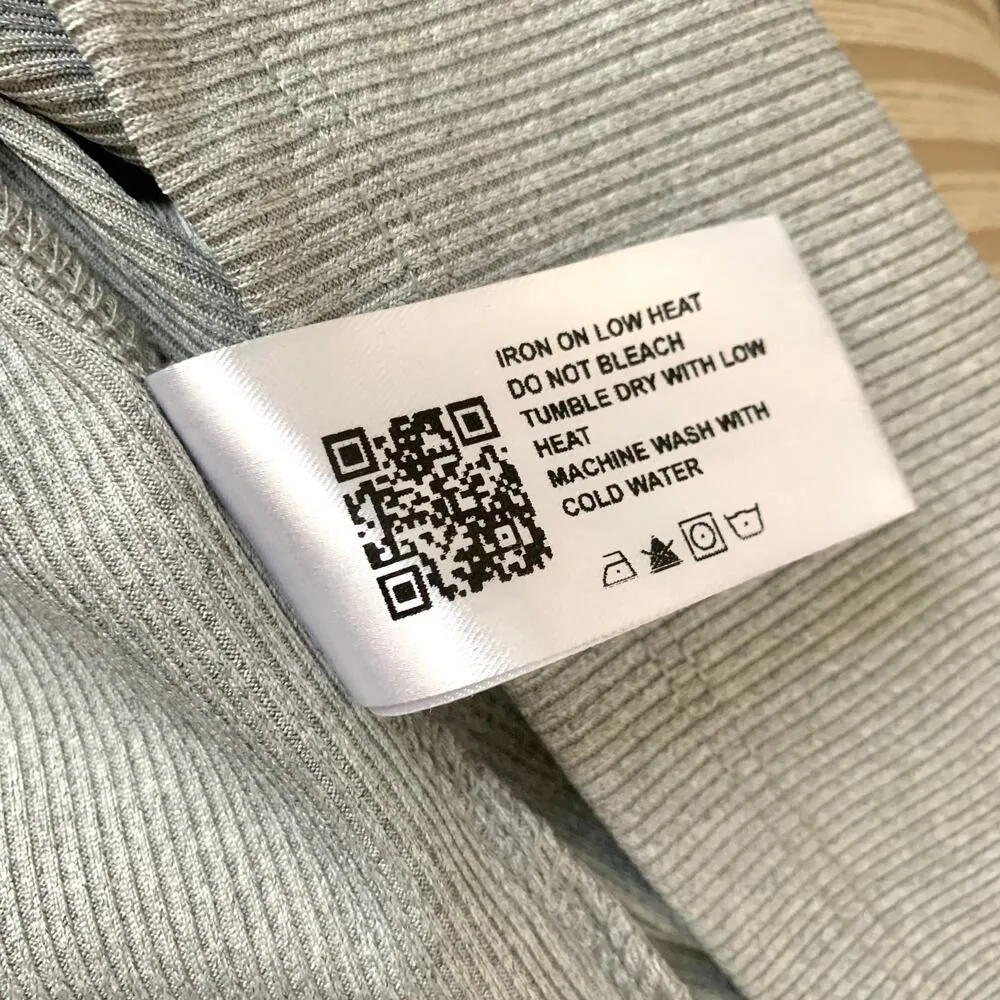 IRON ON LOW HEAT
DO NOT BLEACH
TUMBLE DRY WITH LOW
HEAT
MACHINE WASH WITH
COLD WATER